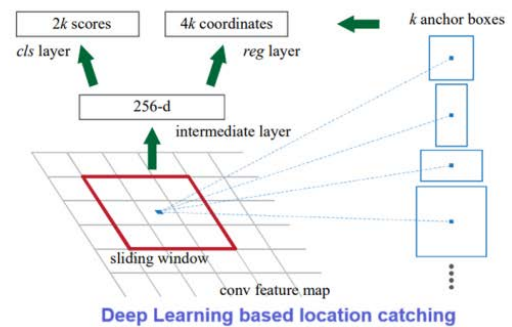 2k scores
4k coordinates
k anchor boxes
cls layer
reg layer
256-d
intermediate layer
sliding window
conv feature map
Deep Learning based location catching